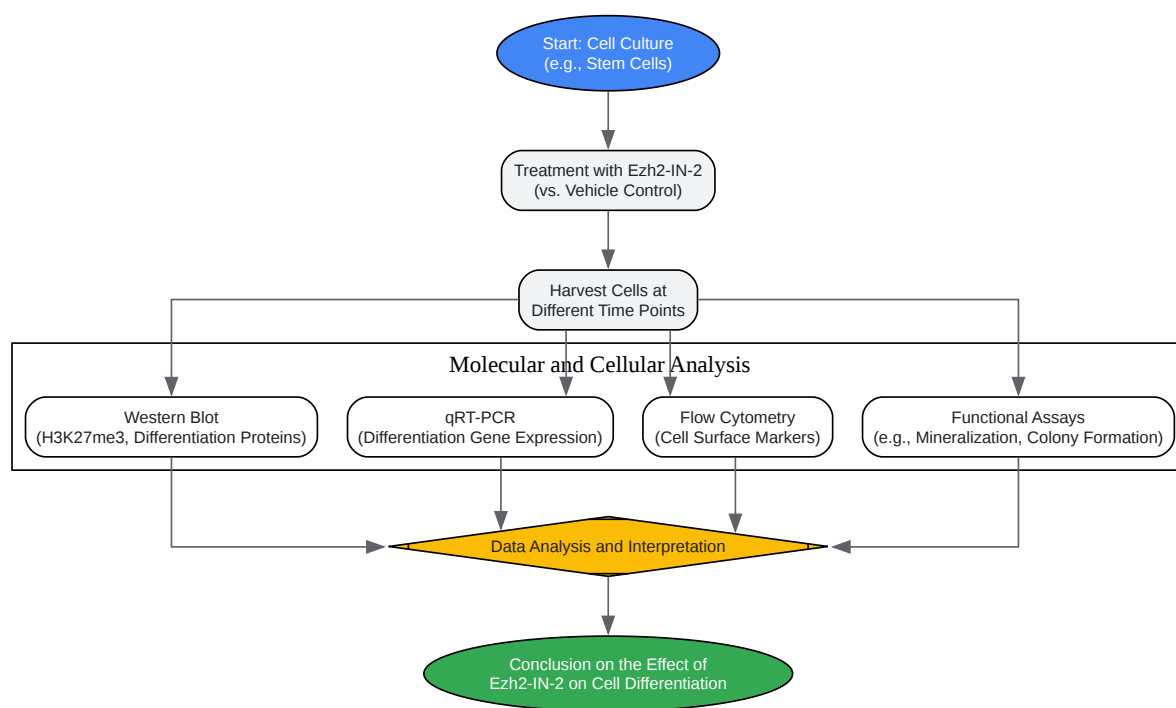 Start: Cell Culture
(e.g., Stem Cells)
Treatment with Ezh2-IN-2
(vs. Vehicle Control)
Harvest Cells at
Different Time Points
Molecular and Cellular Analysis
Western Blot
(H3K27me3, Differentiation Proteins)
qRT-PCR
(Differentiation Gene Expression)
Flow Cytometry
(Cell Surface Markers)
Functional Assays
(e.g., Mineralization, Colony Formation)
Data Analysis and Interpretation
Conclusion on the Effect of
Ezh2-IN-2 on Cell Differentiation